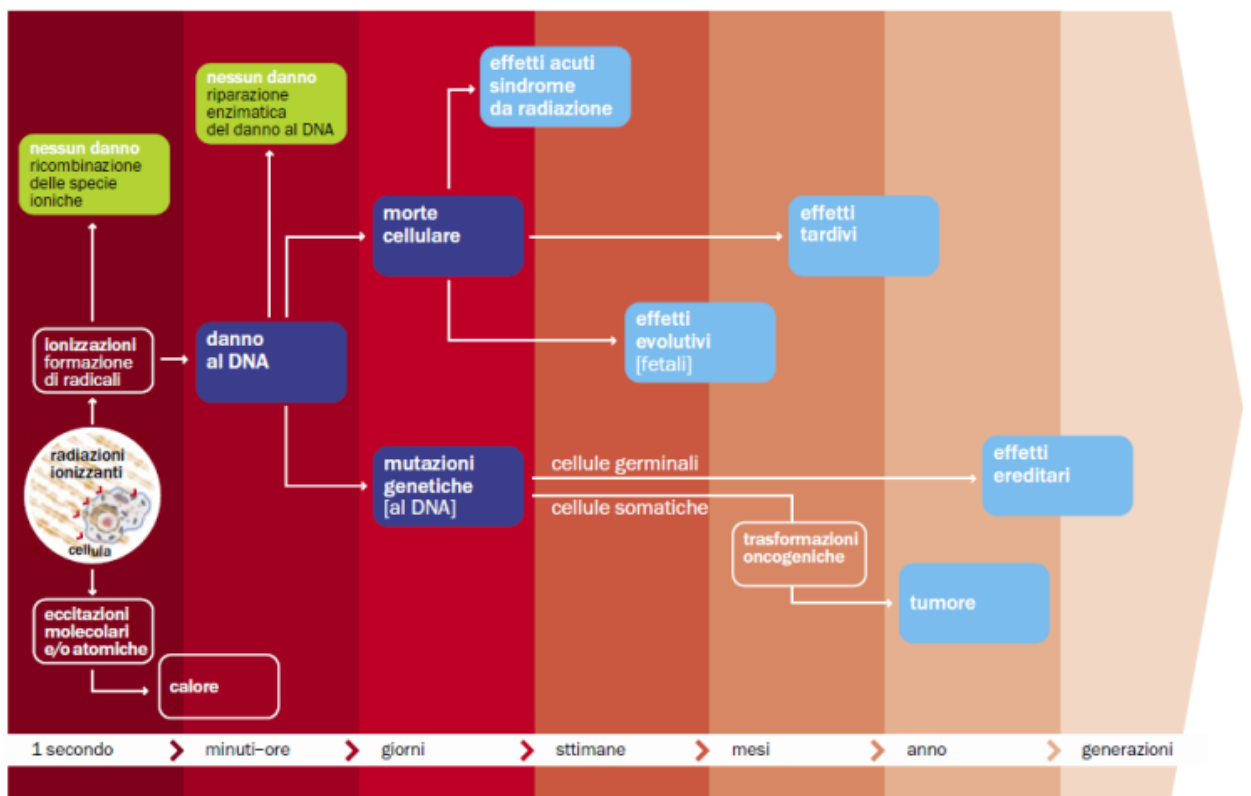 effetti acuti
sindrome
da radiazione
nessun danno
riparazione
enzimatica
del danno al DNA
nessun danno
ricombinazione
delle specie
ioniche
morte
cellulare
effetti
tardivi
ionizzazioni
formazione
di radicali
danno
al DNA
effetti
evolutivi
[fetali]
radiazioni
ionizzanti
cellula
mutazioni
genetiche
[al DNA]
cellule germinali
cellule somatiche
effetti
ereditari
trasformazioni
oncogeniche
tumore
eccitazioni
molecolari
e/o atomiche
calore
1 secondo
minuti–ore
giorni
sttimane
mesi
anno
generazioni